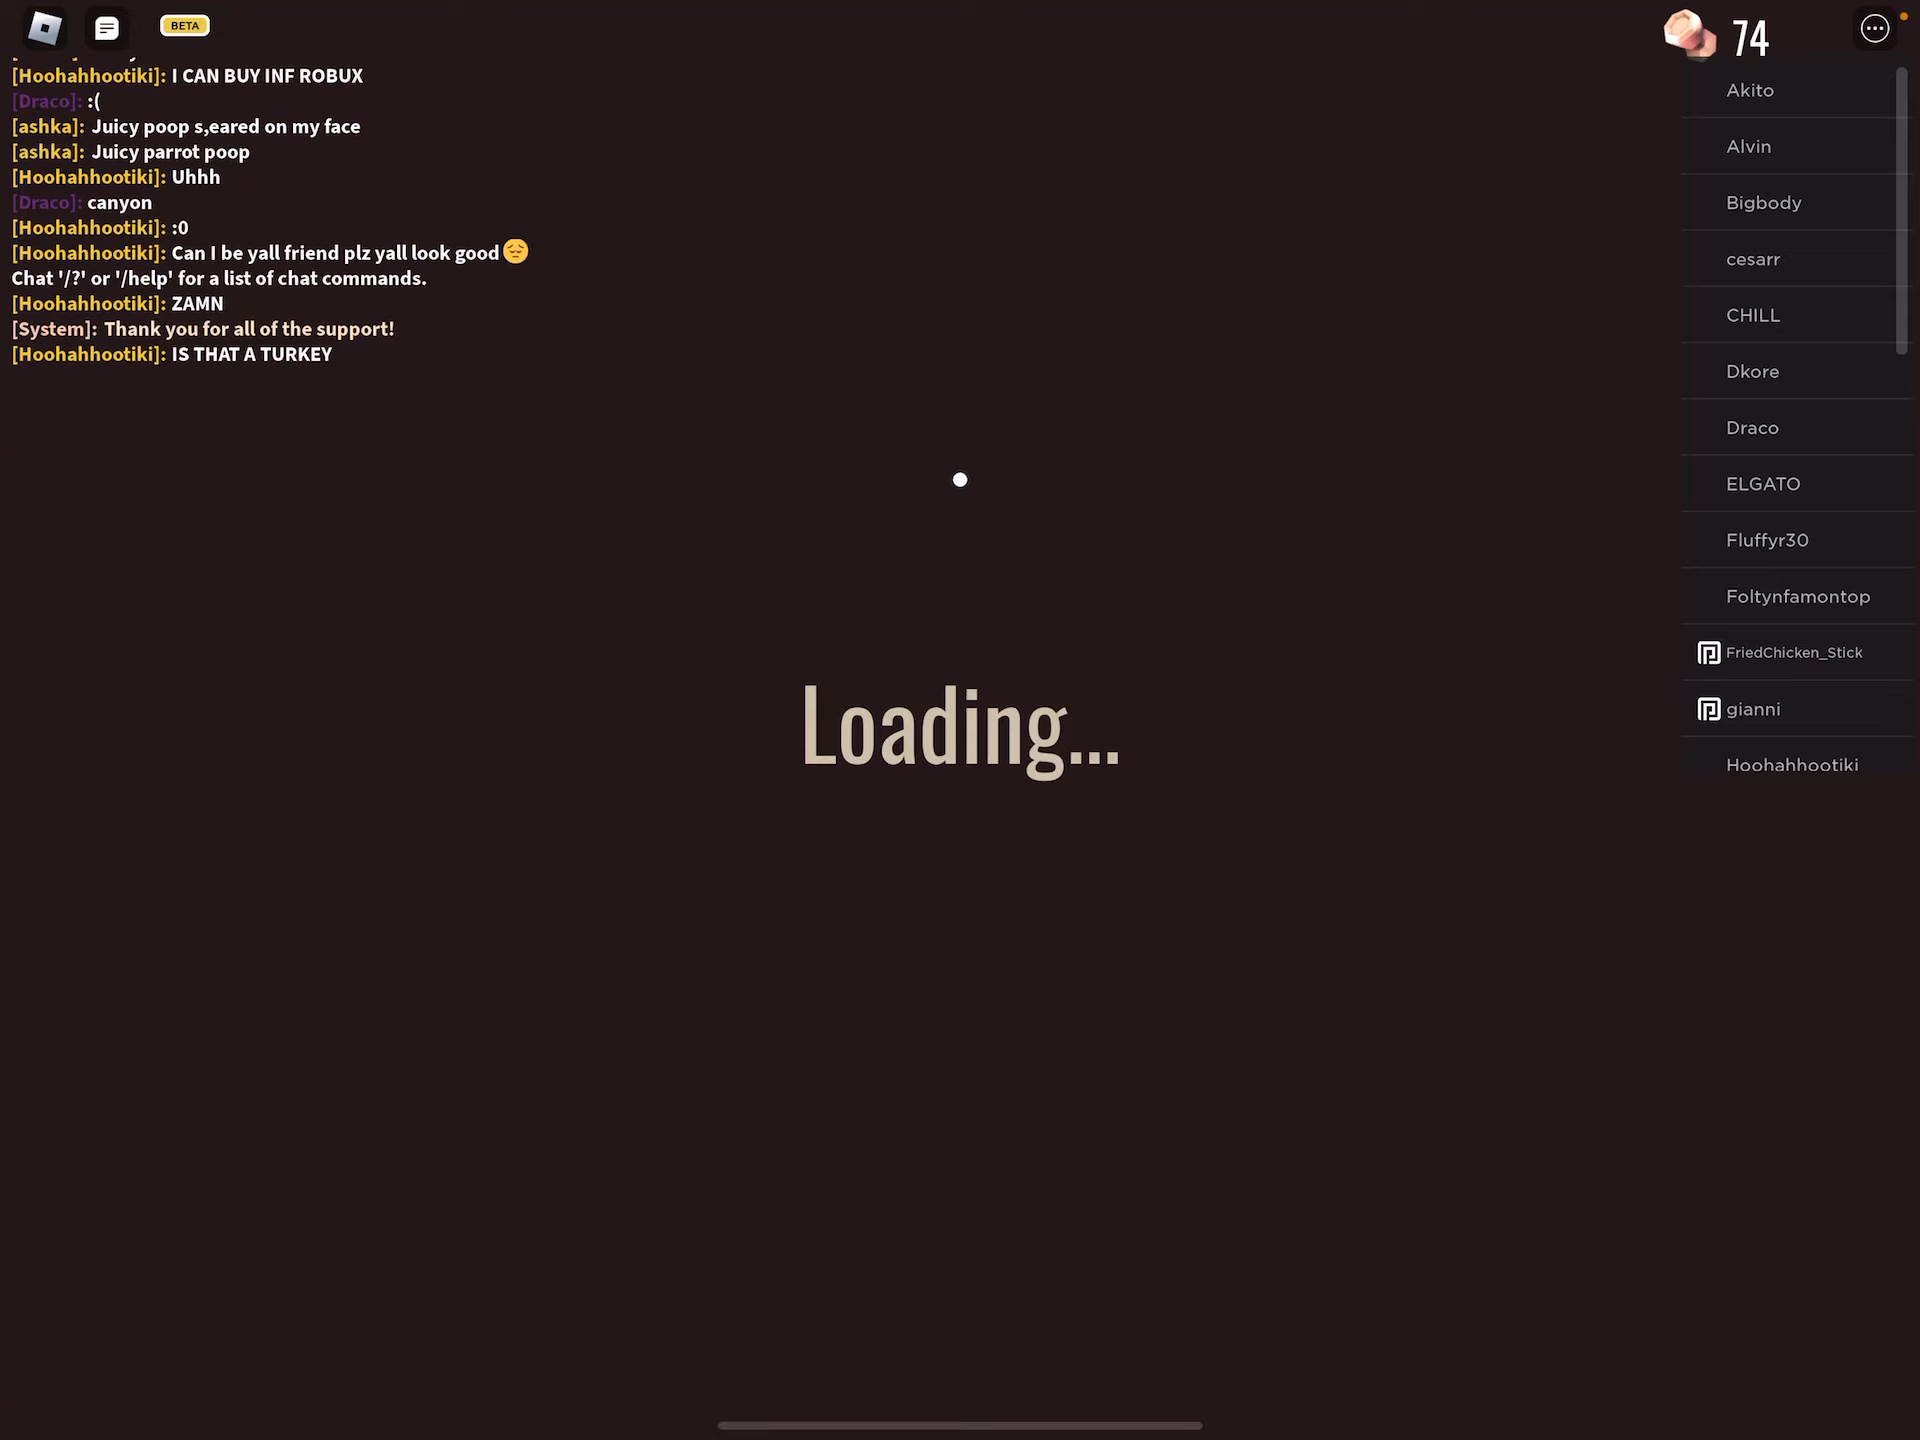 BETA
74
[Hoohahhootiki]: I CAN BUY INF ROBUX
[Draco]: :(
[ashka]: Juicy poop s,eared on my face
[ashka]: Juicy parrot poop
[Hoohahhootiki]: Uhhh
[Draco]: canyon
[Hoohahhootiki]: :0
[Hoohahhootiki]: Can I be yall friend plz yall look good😔
Chat '/?' or '/help' for a list of chat commands.
[Hoohahhootiki]: ZAMN
[System]: Thank you for all of the support!
[Hoohahhootiki]: IS THAT A TURKEY
Akito
Alvin
Bigbody
cesarr
CHILL
Dkore
Draco
ELGATO
Fluffyr30
Foltynfamontop
FriedChicken_Stick
gianni
Hoohahhootiki
Loading...